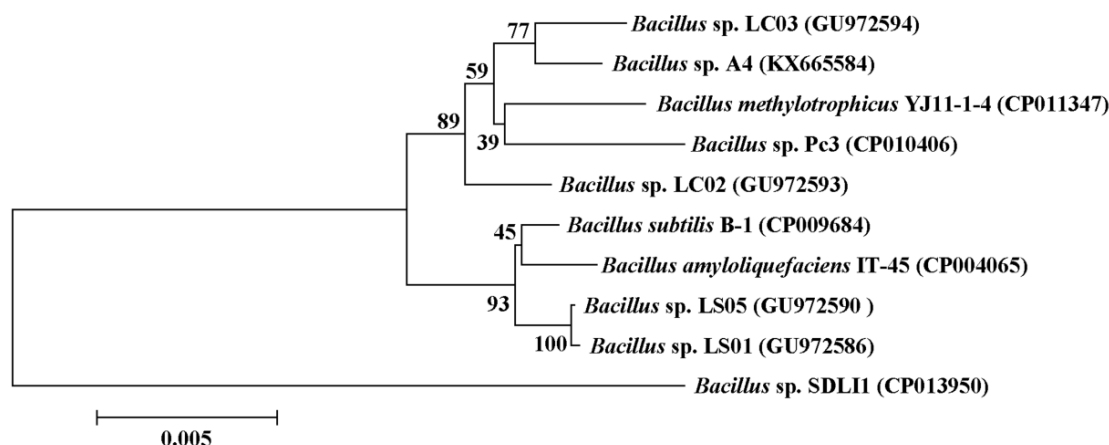 77
Bacillus sp. LC03 (GU972594)
Bacillus sp. A4 (KX665584)
59
Bacillus methylotrophicus YJ11-1-4 (CP011347)
89
39
Bacillus sp. Pc3 (CP010406)
Bacillus sp. LC02 (GU972593)
Bacillus subtilis B-1 (CP009684)
45
Bacillus amyloliquefaciens IT-45 (CP004065)
93
Bacillus sp. LS05 (GU972590 )
100
Bacillus sp. LS01 (GU972586)
Bacillus sp. SDLI1 (CP013950)
0.005